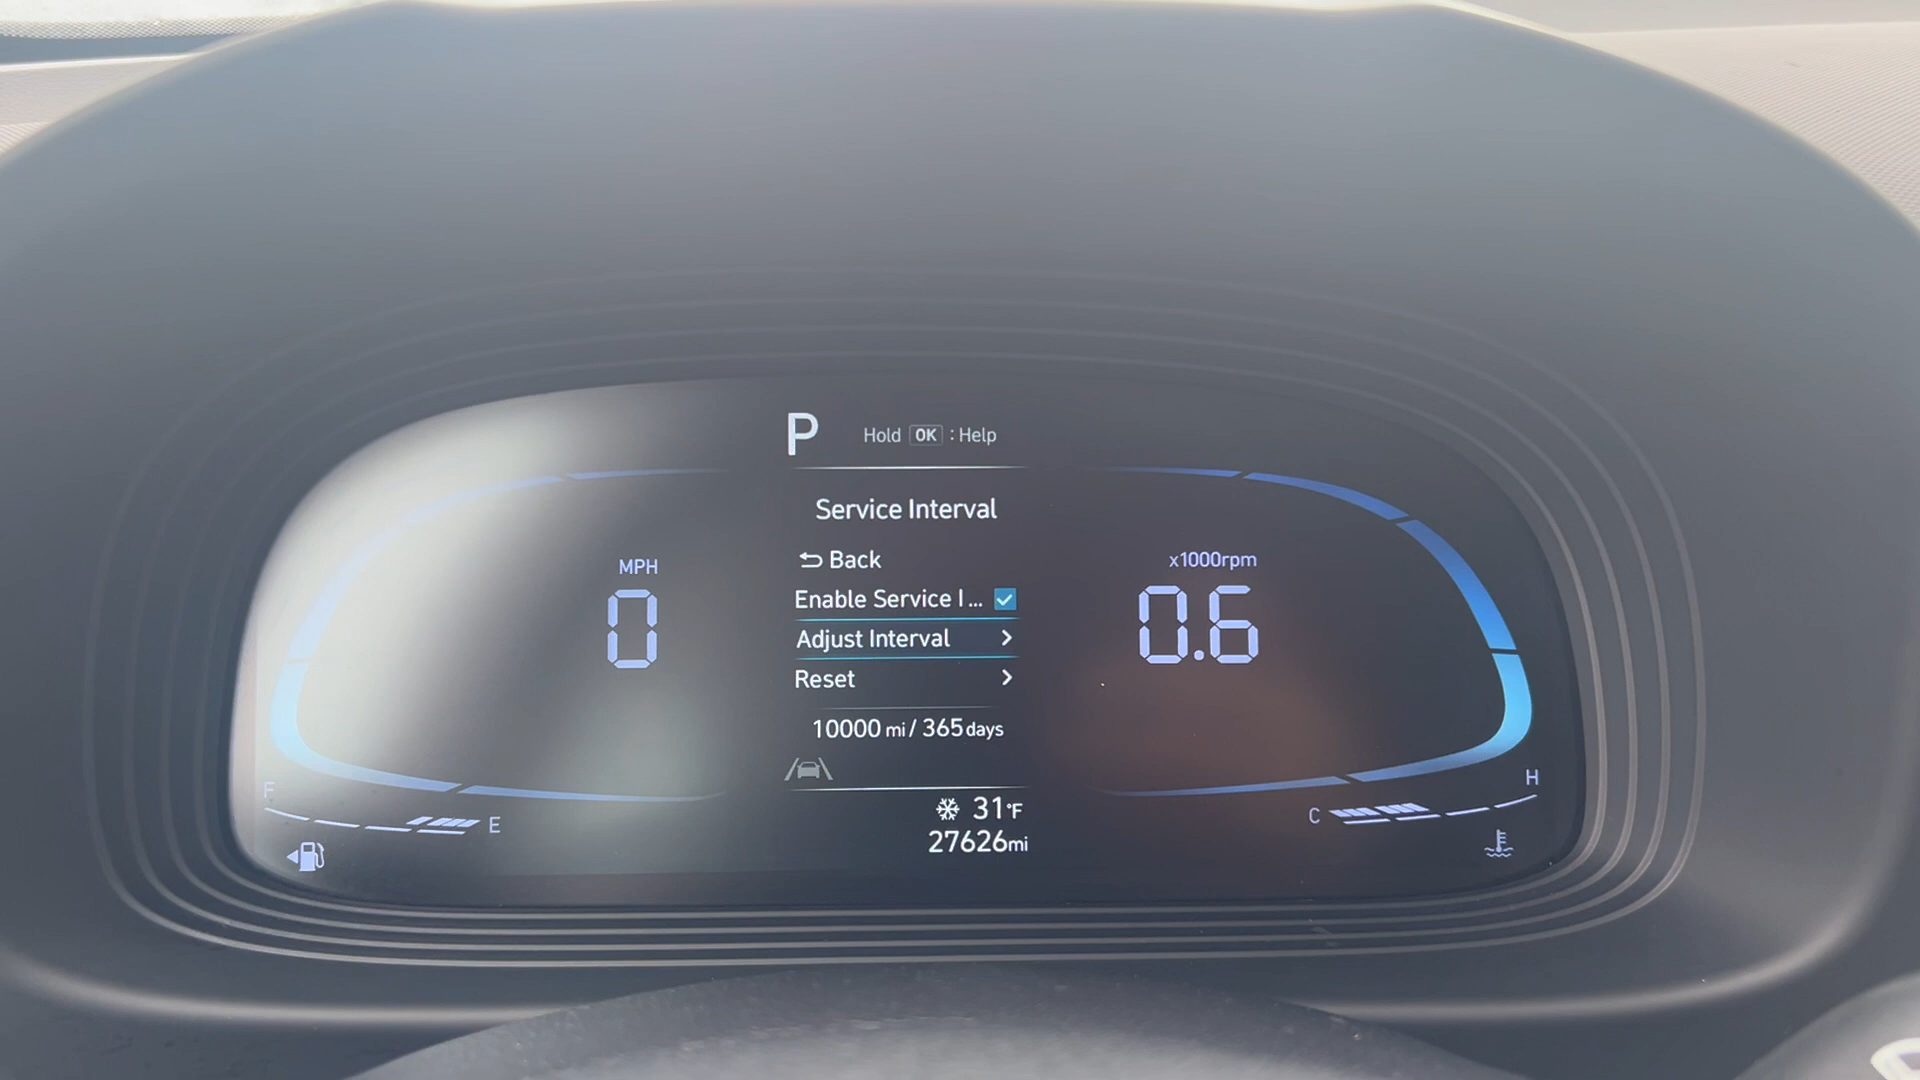 P Hold OK : Help
Service Interval
Back
MPH
x1000rpm
Enable Service I...
0
0.6
Adjust Interval
Reset
10000 mi / 365 days
F
E
C
H
31°F
27626mi